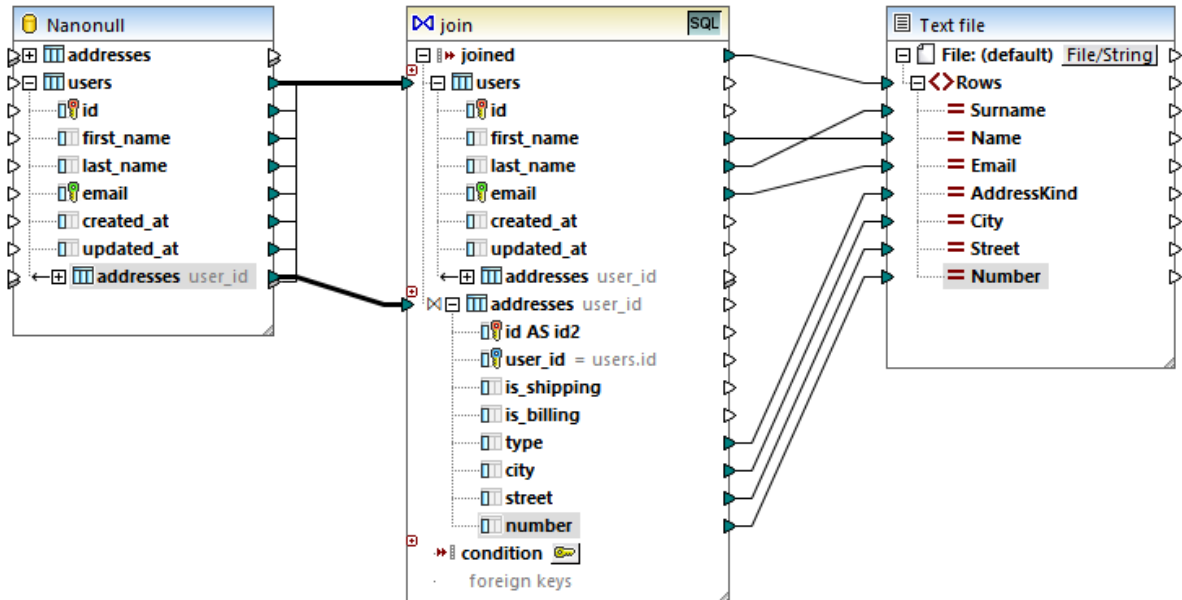 Nanonull
addresses
users
id
first_name
last_name
email
created_at
updated_at
addresses user_id
join
SQL
joined
users
id
first_name
last_name
email
created_at
updated_at
addresses user_id
addresses user_id
id AS id2
user_id = users.id
is_shipping
is_billing
type
city
street
number
condition
foreign keys
Text file
File: (default) File/String
Rows
Surname
Name
Email
AddressKind
City
Street
Number